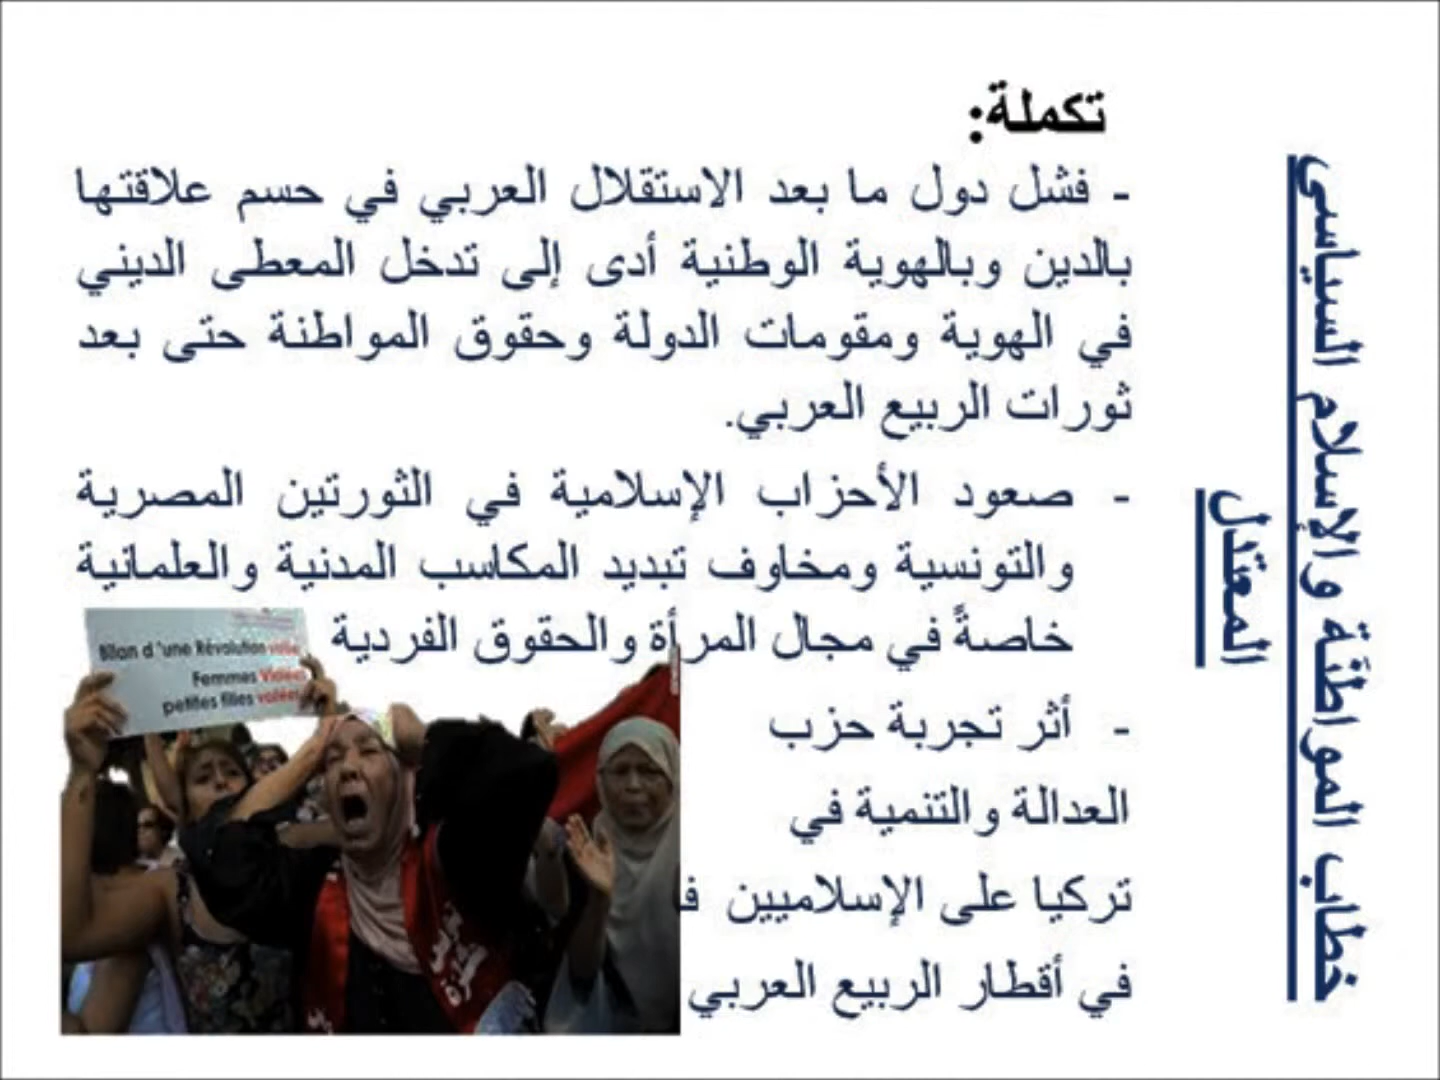 خطاب المواطنة والإسلام السياسي
المعتدل
تكملة:
- فشل دول ما بعد الاستقلال العربي في حسم علاقتها
بالدين وبالهوية الوطنية أدى إلى تدخل المعطى الديني
في الهوية ومقومات الدولة وحقوق المواطنة حتى بعد
ثورات الربيع العربي.
- صعود الأحزاب الإسلامية في الثورتين المصرية
والتونسية ومخاوف تبديد المكاسب المدنية والعلمانية
خاصةً في مجال المرأة والحقوق الفردية
- أثر تجربة حزب
العدالة والتنمية في
تركيا على الإسلاميين
في أقطار الربيع العربي
Bilan d'une Révolution
Femmes Violées
petites filles voilées